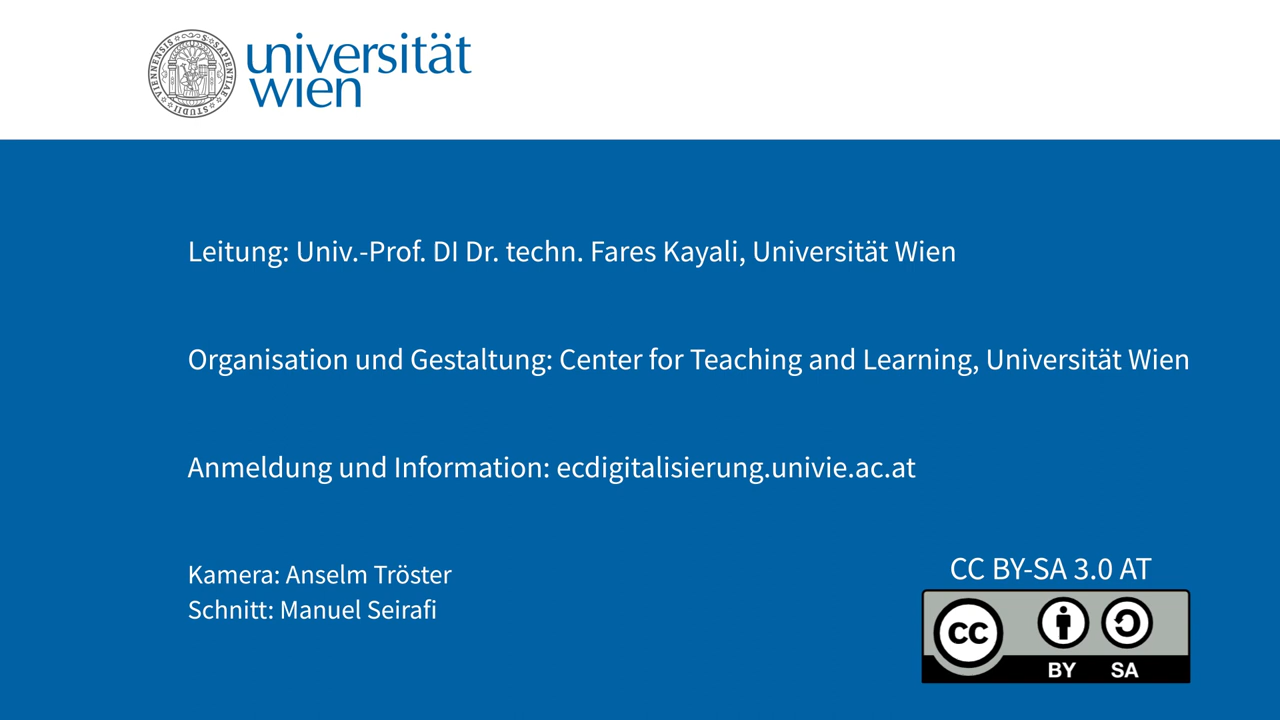 universität
wien
Leitung: Univ.-Prof. DI Dr. techn. Fares Kayali, Universität Wien
Organisation und Gestaltung: Center for Teaching and Learning, Universität Wien
Anmeldung und Information: ecdigitalisierung.univie.ac.at
Kamera: Anselm Tröster
Schnitt: Manuel Seirafi
CC BY-SA 3.0 AT
cc
BY SA